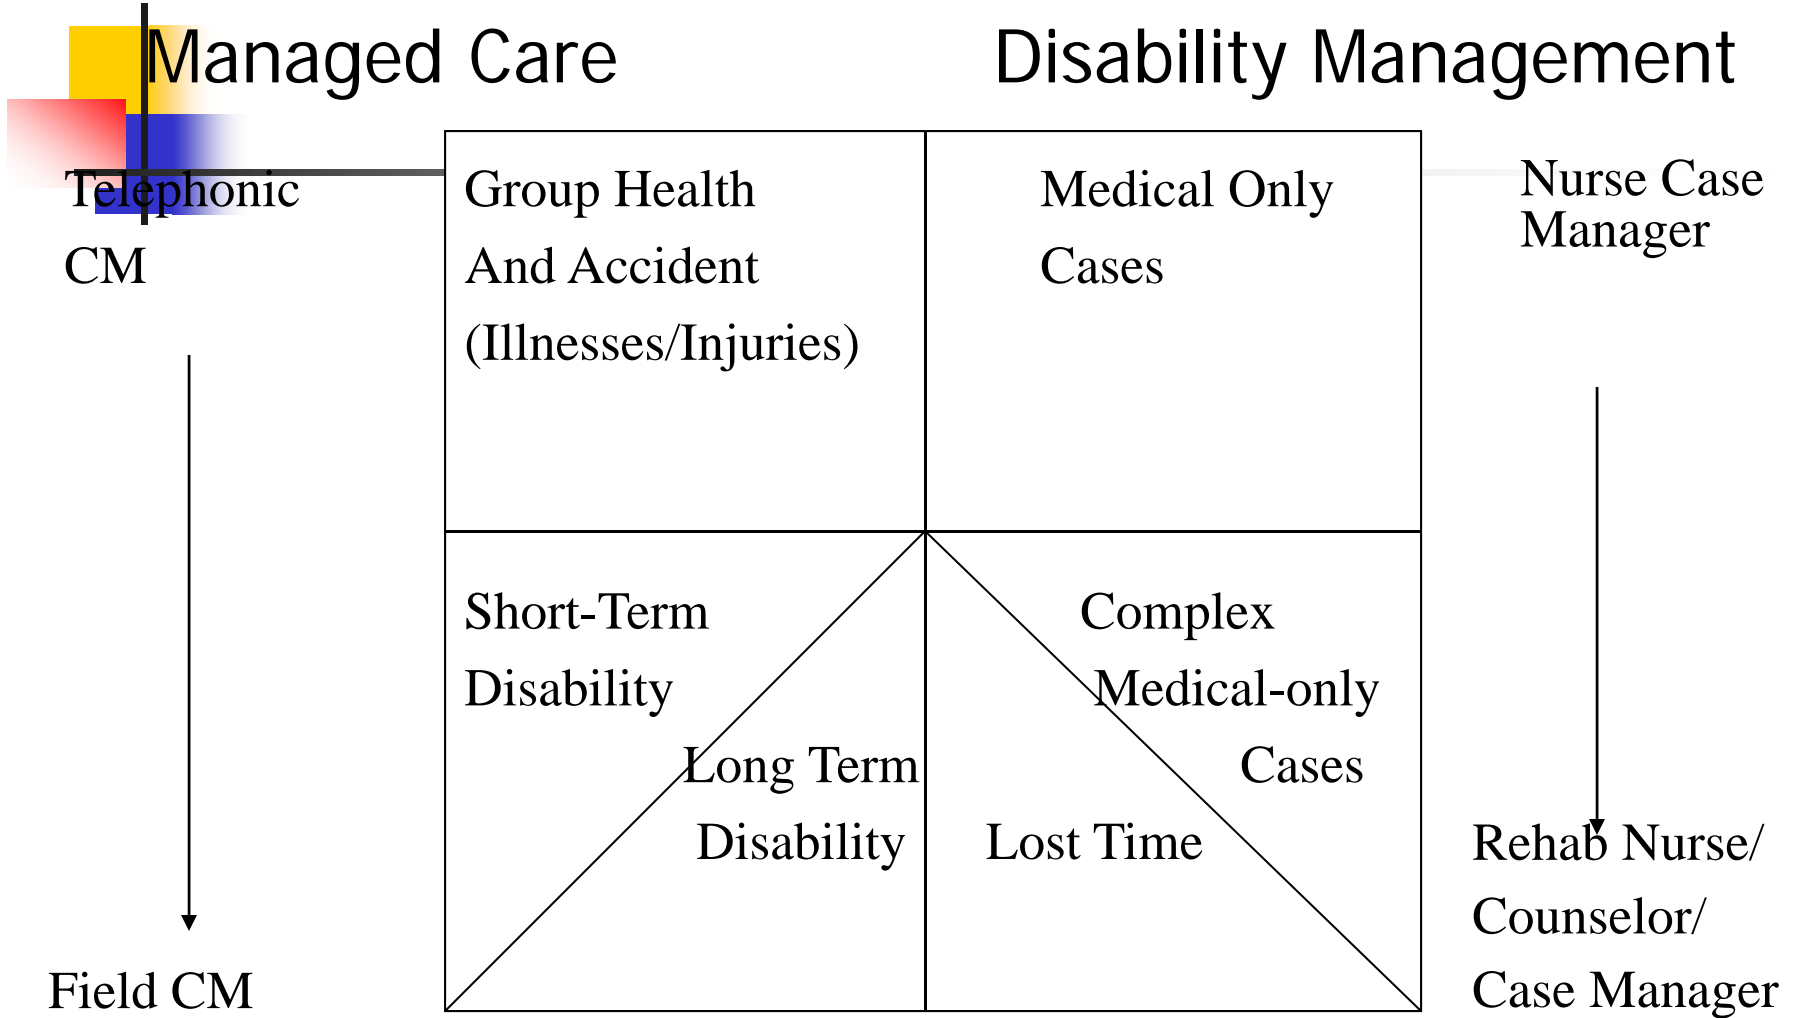 Managed Care
Disability Management
Telephonic
CM
Group Health
And Accident
(Illnesses/Injuries)
Medical Only
Cases
Nurse Case
Manager
Short-Term
Disability
Long Term
Disability
Complex
Medical-only
Cases
Lost Time
Field CM
Rehab Nurse/
Counselor/
Case Manager